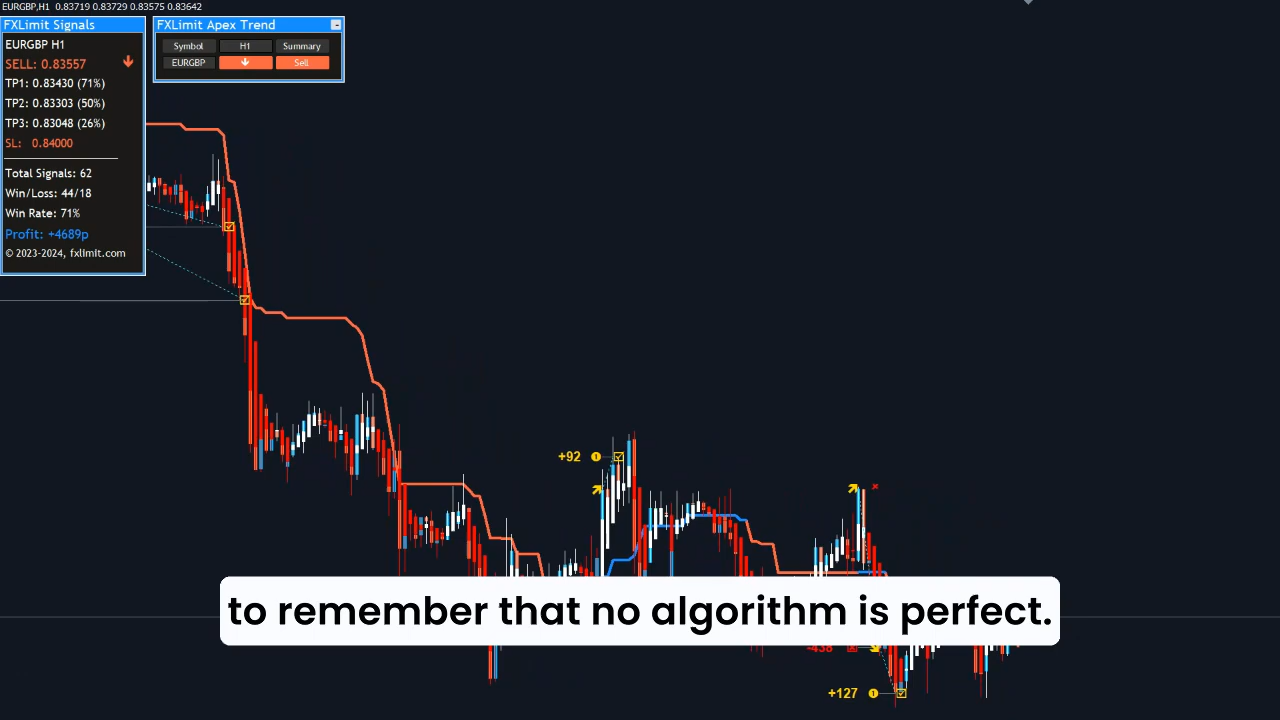 EURGBP,H1 0.83719 0.83729 0.83575 0.83642
FXLimit Signals
EURGBP H1
SELL: 0.83557
TP1: 0.83430 (71%)
TP2: 0.83303 (50%)
TP3: 0.83048 (26%)
SL: 0.84000
Total Signals: 62
Win/Loss: 44/18
Win Rate: 71%
Profit: +4689p
© 2023-2024, fxlimit.com
FXLimit Apex Trend
Symbol H1 Summary
EURGBP Sell
+92 1
to remember that no algorithm is perfect.
-438
+127 1